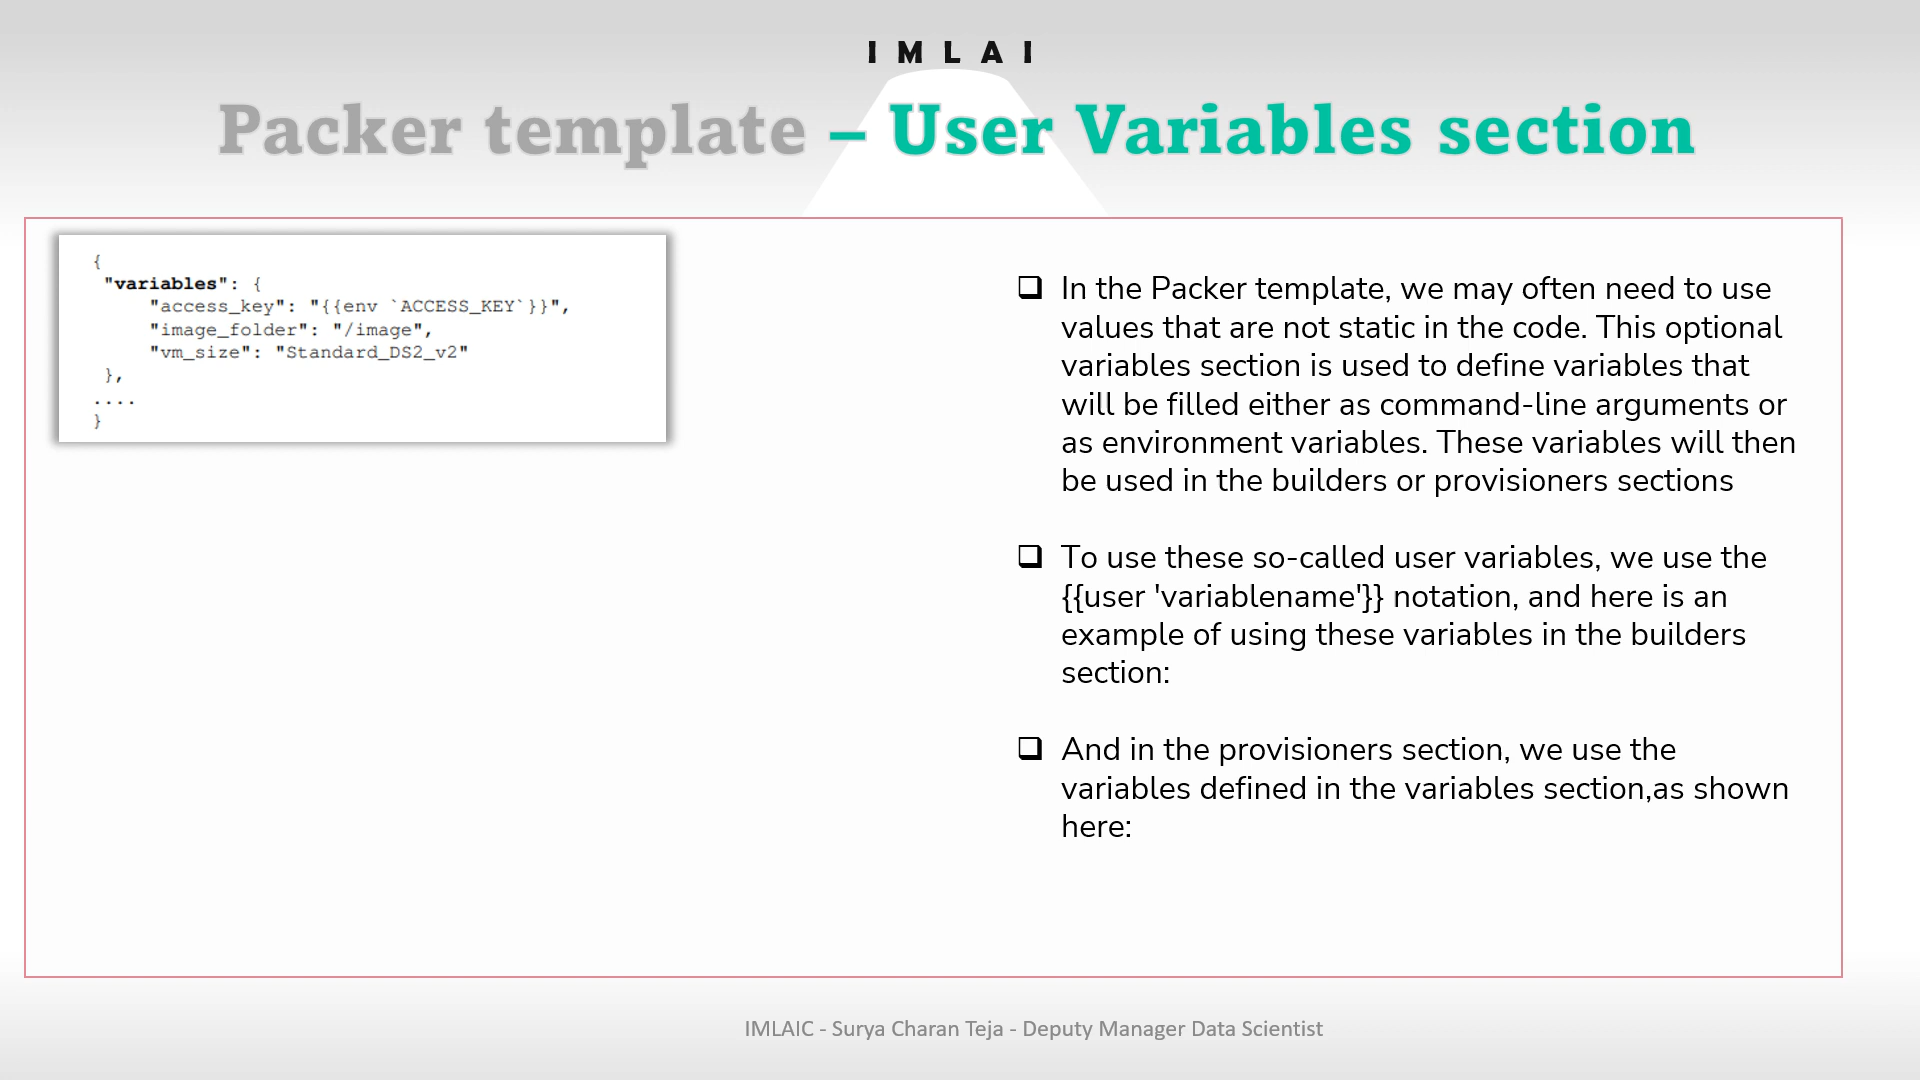 IMLAI
Packer template – User Variables section
{
"variables": {
"access_key": "{{env `ACCESS_KEY`}}",
"image_folder": "/image",
"vm_size": "Standard_DS2_v2"
},
....
}
❑ In the Packer template, we may often need to use
values that are not static in the code. This optional
variables section is used to define variables that
will be filled either as command-line arguments or
as environment variables. These variables will then
be used in the builders or provisioners sections
❑ To use these so-called user variables, we use the
{{user 'variablename'}} notation, and here is an
example of using these variables in the builders
section:
❑ And in the provisioners section, we use the
variables defined in the variables section,as shown
here:
IMLAIC - Surya Charan Teja - Deputy Manager Data Scientist